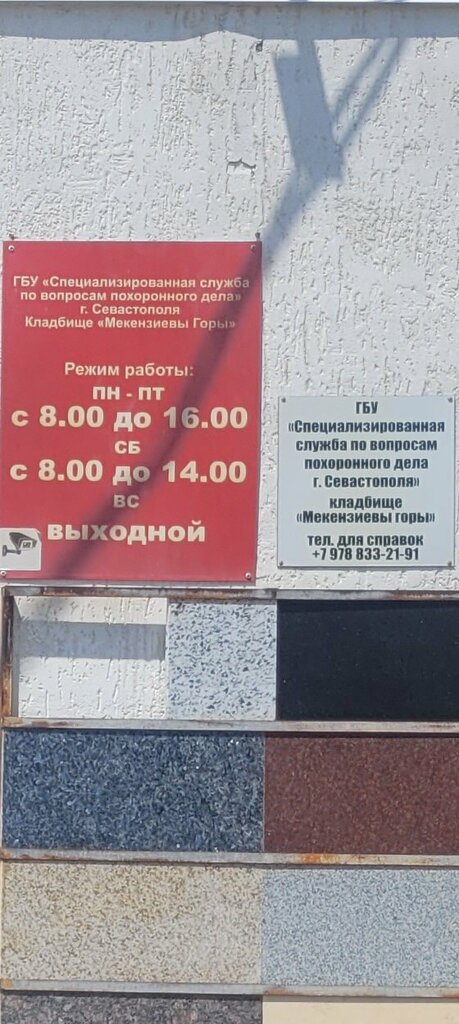 ГБУ «Специализированная служба
по вопросам похоронного дела»
г. Севастополя
Кладбище «Мекензиевы Горы»
Режим работы:
ПН - ПТ
с 8.00 до 16.00
СБ
с 8.00 до 14.00
ВС
ВЫХОДНОЙ
ГБУ
«Специализированная
служба по вопросам
похоронного дела
г. Севастополя»
кладбище
«Мекензиевы горы»
тел. для справок
+7 978 833-21-91